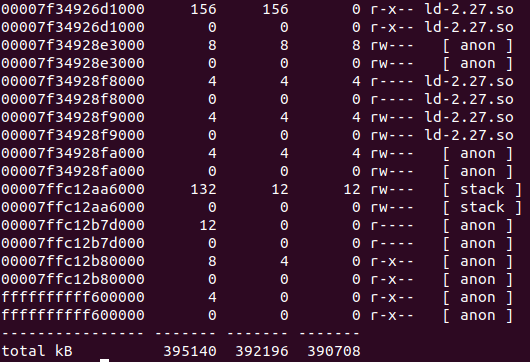 00007f34926d1000     156     156       0 r-x-- ld-2.27.so
00007f34926d1000       0       0       0 r-x-- ld-2.27.so
00007f34928e3000       8       8       8 rw---   [ anon ]
00007f34928e3000       0       0       0 rw---   [ anon ]
00007f34928f8000       4       4       4 r---- ld-2.27.so
00007f34928f8000       0       0       0 r---- ld-2.27.so
00007f34928f9000       4       4       4 rw--- ld-2.27.so
00007f34928f9000       0       0       0 rw--- ld-2.27.so
00007f34928fa000       4       4       4 rw---   [ anon ]
00007f34928fa000       0       0       0 rw---   [ anon ]
00007ffc12aa6000     132      12      12 rw---   [ stack ]
00007ffc12aa6000       0       0       0 rw---   [ stack ]
00007ffc12b7d000      12       0       0 r----   [ anon ]
00007ffc12b7d000       0       0       0 r----   [ anon ]
00007ffc12b80000       8       4       0 r-x--   [ anon ]
00007ffc12b80000       0       0       0 r-x--   [ anon ]
ffffffffff600000       4       0       0 r-x--   [ anon ]
ffffffffff600000       0       0       0 r-x--   [ anon ]
---------------- ------- ------- -------
total kB          395140  392196  390708